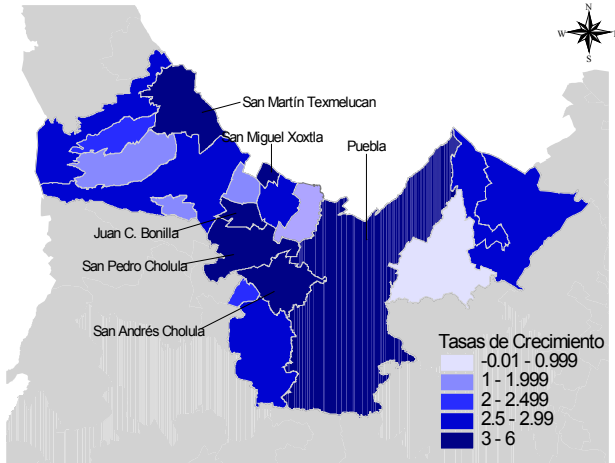 N
W
S
San Martín Texmelucan
San Miguel Xoxtla
Puebla
Juan C. Bonilla
San Pedro Cholula
San Andrés Cholula
Tasas de Crecimiento
-0.01 - 0.999
1 - 1.999
2 - 2.499
2.5 - 2.99
3 - 6